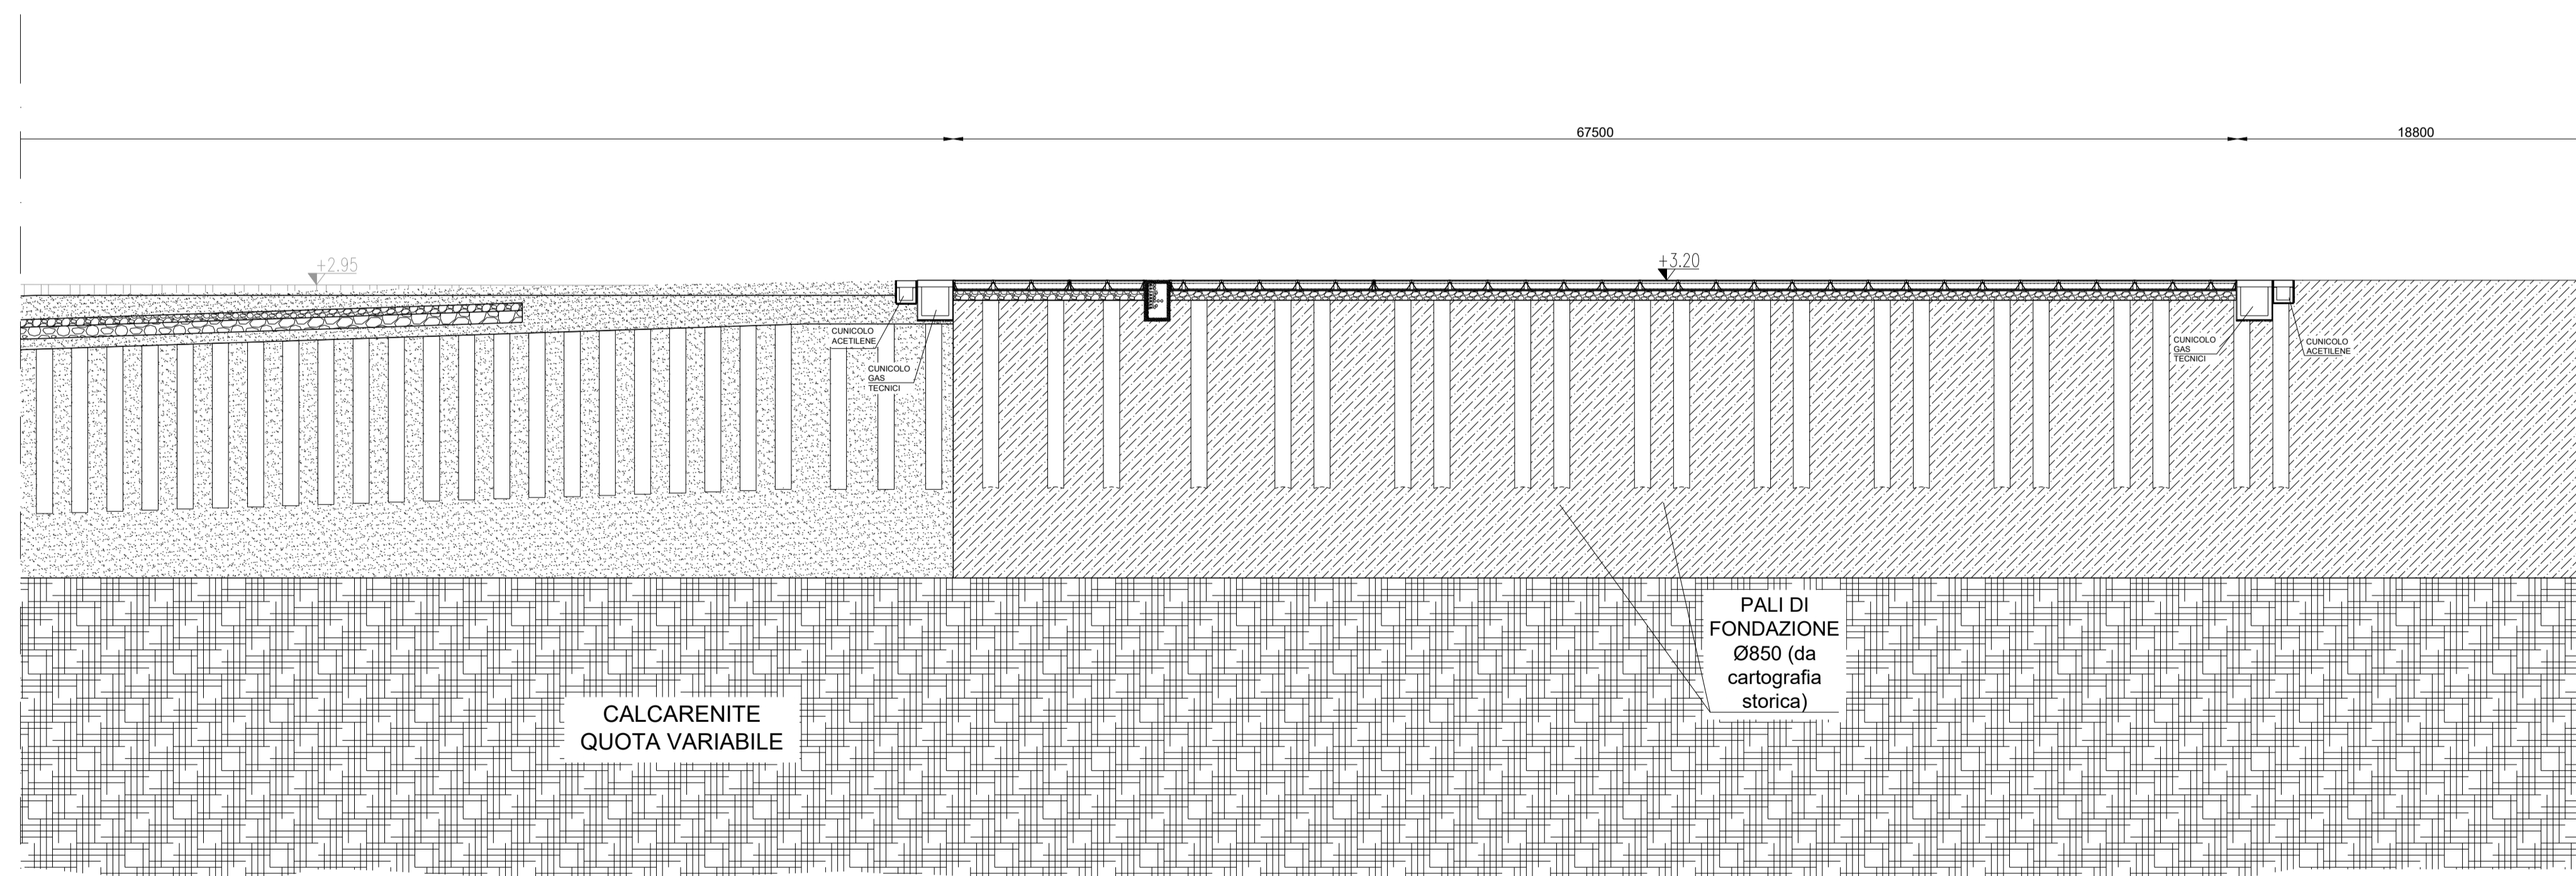 67500
18800
+2.95
+3.20
CUNICOLO
ACETILENE
CUNICOLO
GAS
TECNICI
CUNICOLO
GAS
TECNICI
CUNICOLO
ACETILENE
PALI DI
FONDAZIONE
Ø850 (da
cartografia
storica)
CALCARENITE
QUOTA VARIABILE